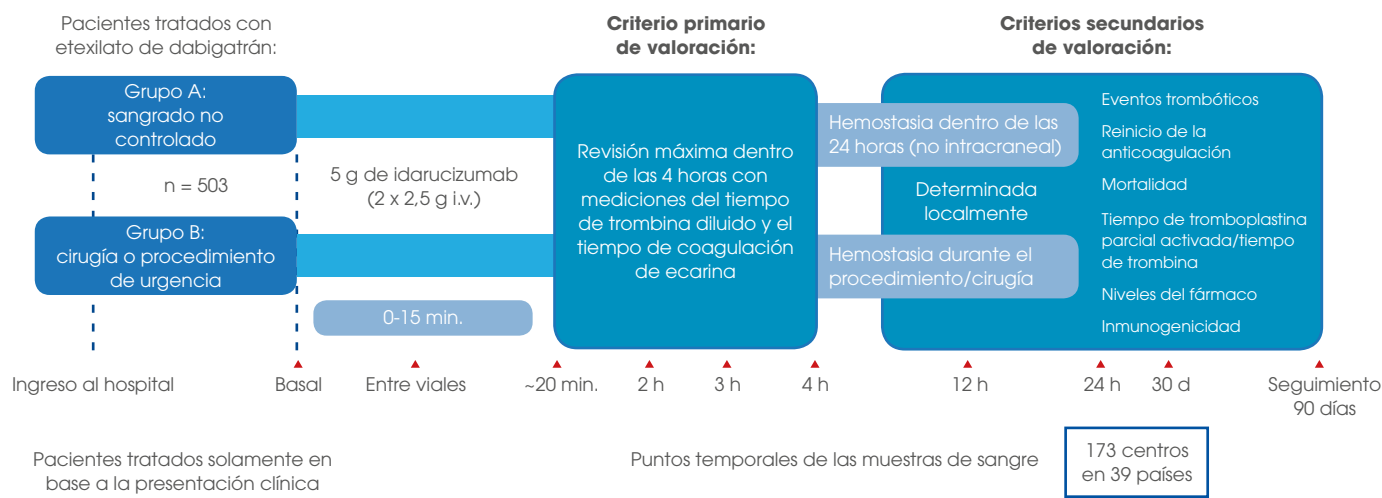 Pacientes tratados con
etexilato de dabigatrán:
Criterio primario
de valoración:
Criterios secundarios
de valoración:
Grupo A:
sangrado no
controlado
n = 503
Grupo B:
cirugía o procedimiento
de urgencia
5 g de idarucizumab
(2 x 2,5 g i.v.)
0-15 min.
Revisión máxima dentro
de las 4 horas con
mediciones del tiempo
de trombina diluido y el
tiempo de coagulación
de ecarina
Hemostasia dentro de las
24 horas (no intracraneal)
Determinada
localmente
Hemostasia durante el
procedimiento/cirugía
Eventos trombóticos
Reinicio de la
anticoagulación
Mortalidad
Tiempo de tromboplastina
parcial activada/tiempo
de trombina
Niveles del fármaco
Inmunogenicidad
Ingreso al hospital
Basal
Entre viales
~20 min.
2 h
3 h
4 h
12 h
24 h
30 d
Seguimiento
90 días
Pacientes tratados solamente en
base a la presentación clínica
Puntos temporales de las muestras de sangre
173 centros
en 39 países